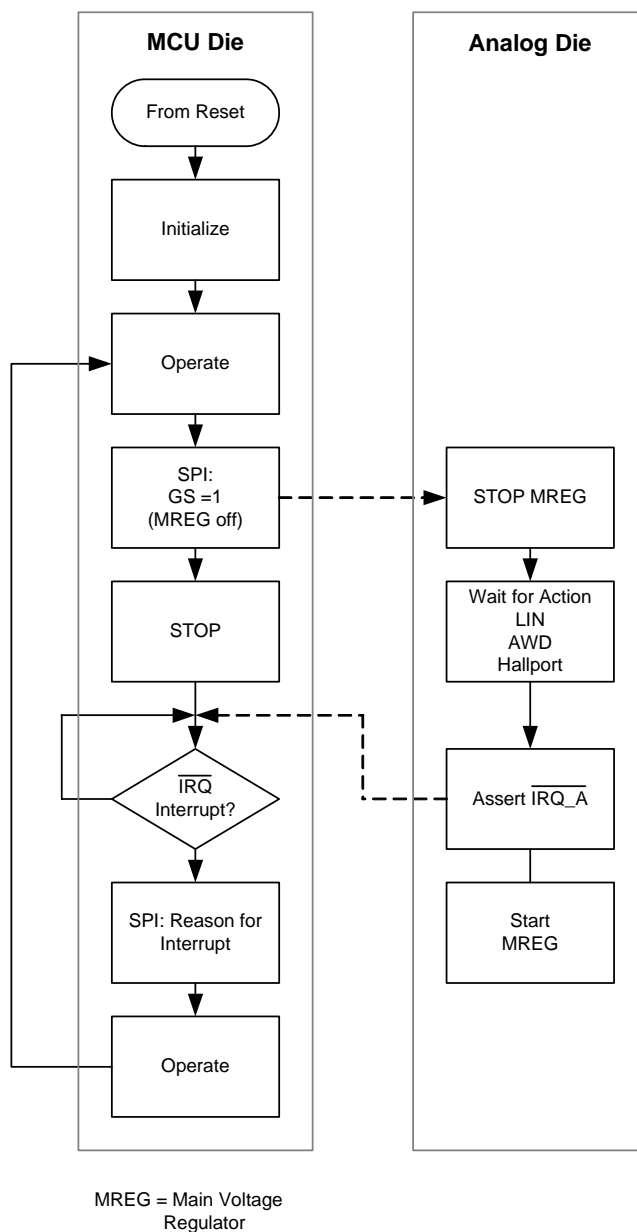 MCU Die
From Reset
Initialize
Operate
SPI:
GS =1
(MREG off)
STOP
IRQ
Interrupt?
SPI: Reason for
Interrupt
Operate
Analog Die
STOP MREG
Wait for Action
LIN
AWD
Hallport
Assert IRQ_A
Start
MREG
MREG = Main Voltage
Regulator